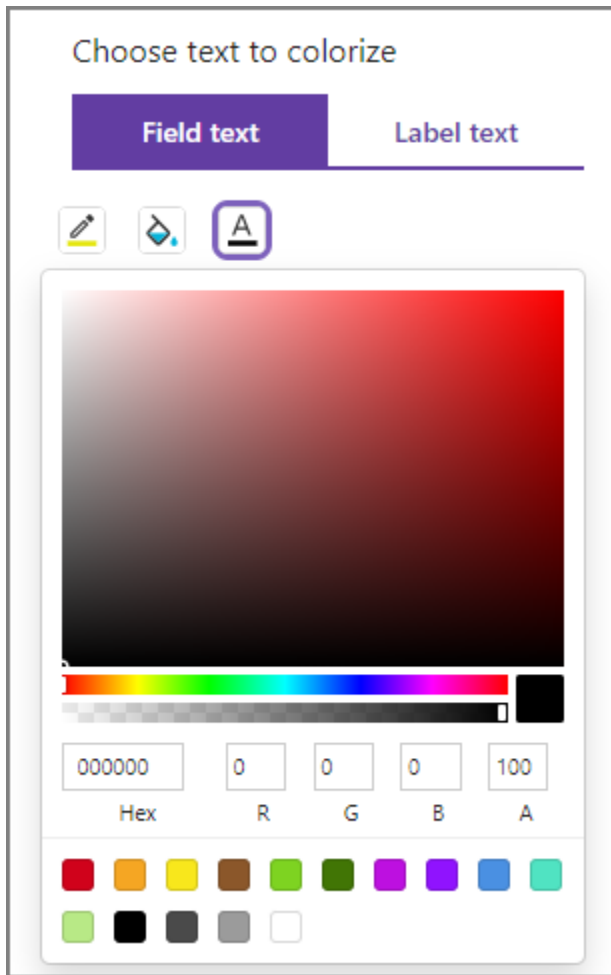 Choose text to colorize
Field text Label text
A
000000 0 0 0 100
Hex R G B A